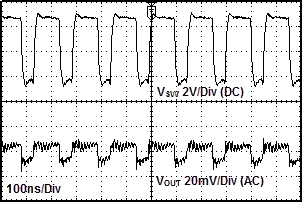 VSW 2V/Div (DC)
VOUT 20mV/Div (AC)
100ns/Div